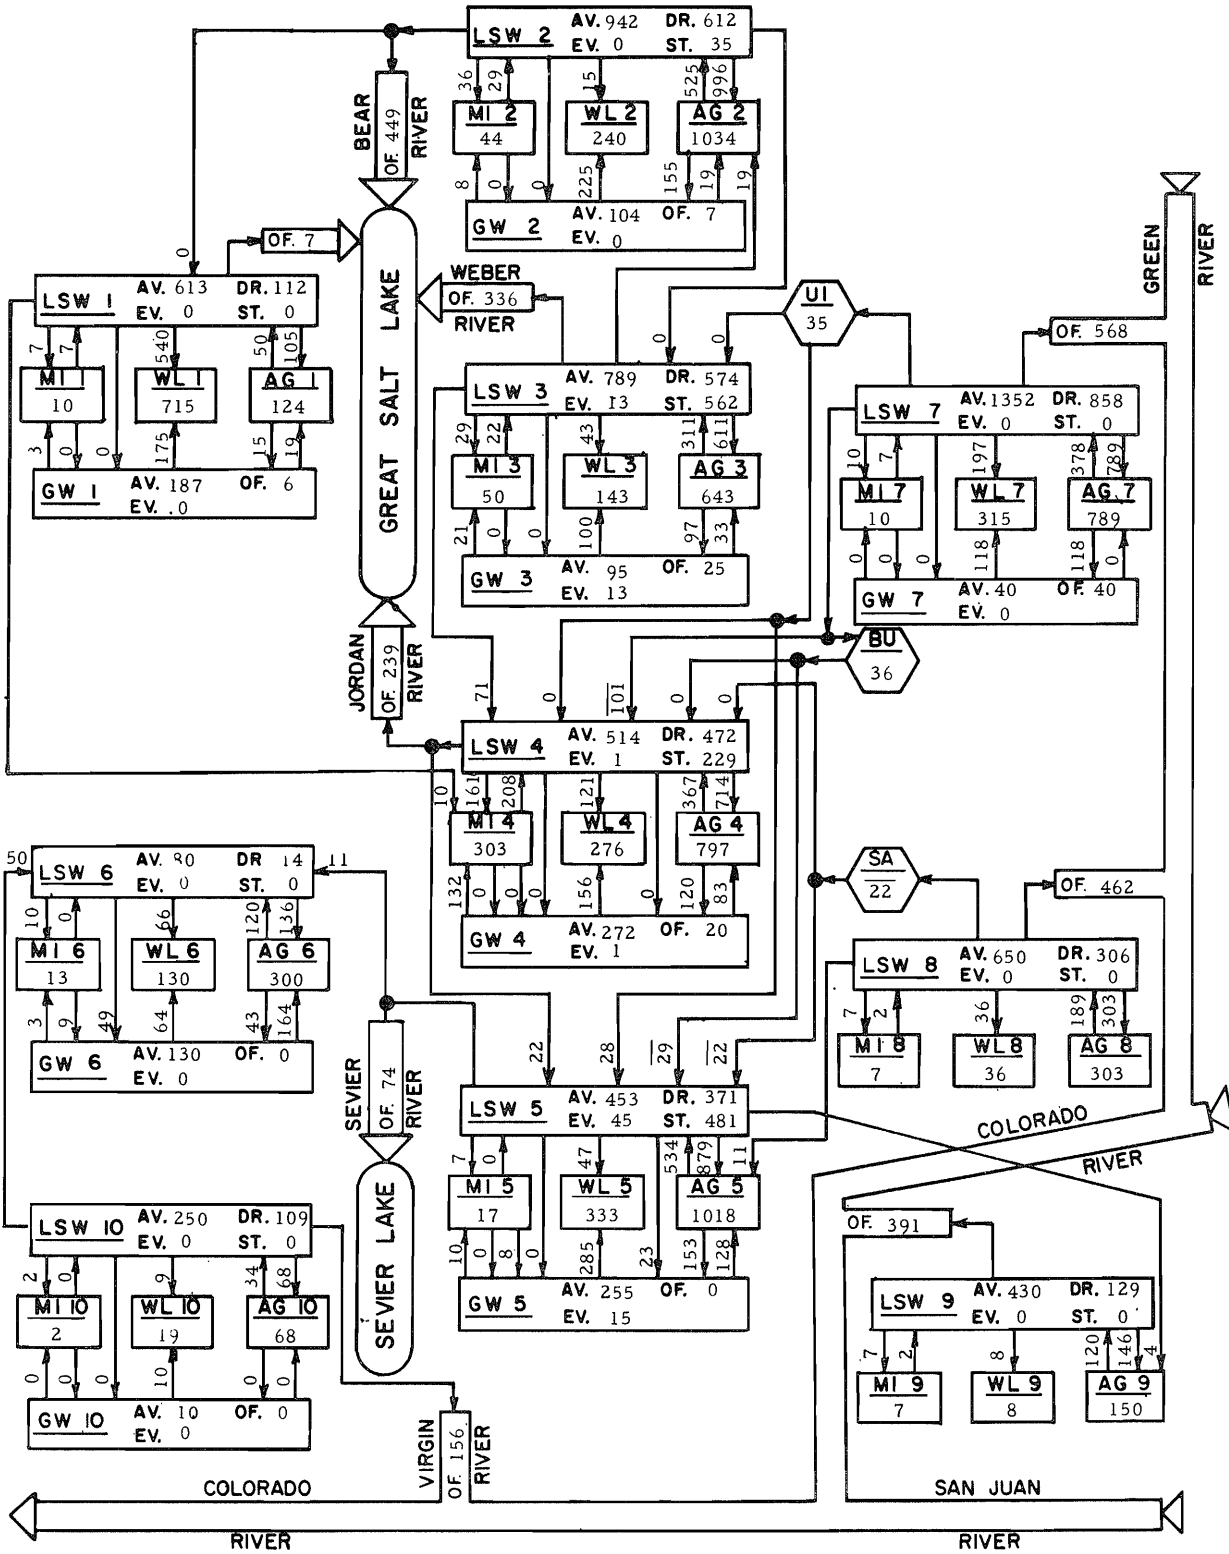 LSW 2 AV. 942 DR. 612
EV. 0 ST. 35
36 29 15 525 996
MI 2 44
WL 2 240
AG 2 1034
8 0 0 225 155 19 19
GW 2 AV. 104 OF. 7
EV. 0
BEAR RIVER
OF. 449
0
OF. 7
LSW 1 AV. 613 DR. 112
EV. 0 ST. 0
7 7 540 50 105
MI 1 10
WL 1 715
AG 1 124
3 0 0 175 15 19
GW 1 AV. 187 OF. 6
EV. .0
GREAT SALT LAKE
WEBER
OF. 336
RIVER
UI 35
0 0
LSW 3 AV. 789 DR. 574
EV. 13 ST. 562
29 22 43 311 611
MI 3 50
WL 3 143
AG 3 643
21 0 0 100 97 33
GW 3 AV. 95 OF. 25
EV. 13
GREEN RIVER
OF. 568
LSW 7 AV. 1352 DR. 858
EV. 0 ST. 0
10 7 197 378 789
MI 7 10
WL 7 315
AG 7 789
0 0 0 118 118 0
GW 7 AV. 40 OF. 40
EV. 0
BU 36
JORDAN RIVER
OF. 239
71 0 101 0 0
LSW 4 AV. 514 DR. 472
EV. 1 ST. 229
10 161 208 121 367 714
MI 4 303
WL 4 276
AG 4 797
132 0 0 0 156 0 120 83
GW 4 AV. 272 OF. 20
EV. 1
50
LSW 6 AV. 80 DR 14
EV. 0 ST. 0
11
10 0 66 120 136
MI 6 13
WL 6 130
AG 6 300
3 9 49 64 43 164
GW 6 AV. 130 OF. 0
EV. 0
SA 22
OF. 462
LSW 8 AV. 650 DR. 306
EV. 0 ST. 0
7 2 36 189 303
MI 8 7
WL 8 36
AG 8 303
SEVIER RIVER
OF. 74
22 28 29 22
LSW 5 AV. 453 DR. 371
EV. 45 ST. 481
7 0 47 534 879 11
MI 5 17
WL 5 333
AG 5 1018
10 0 8 0 285 23 153 128
GW 5 AV. 255 OF. 0
EV. 15
COLORADO
RIVER
OF. 391
SEVIER LAKE
LSW 10 AV. 250 DR. 109
EV. 0 ST. 0
2 0 9 34 68
MI 10 2
WL 10 19
AG 10 68
0 0 0 10 0 0
GW 10 AV. 10 OF. 0
EV. 0
LSW 9 AV. 430 DR. 129
EV. 0 ST. 0
7 2 8 120 146 4
MI 9 7
WL 9 8
AG 9 150
VIRGIN RIVER
OF. 156
COLORADO
RIVER
SAN JUAN
RIVER